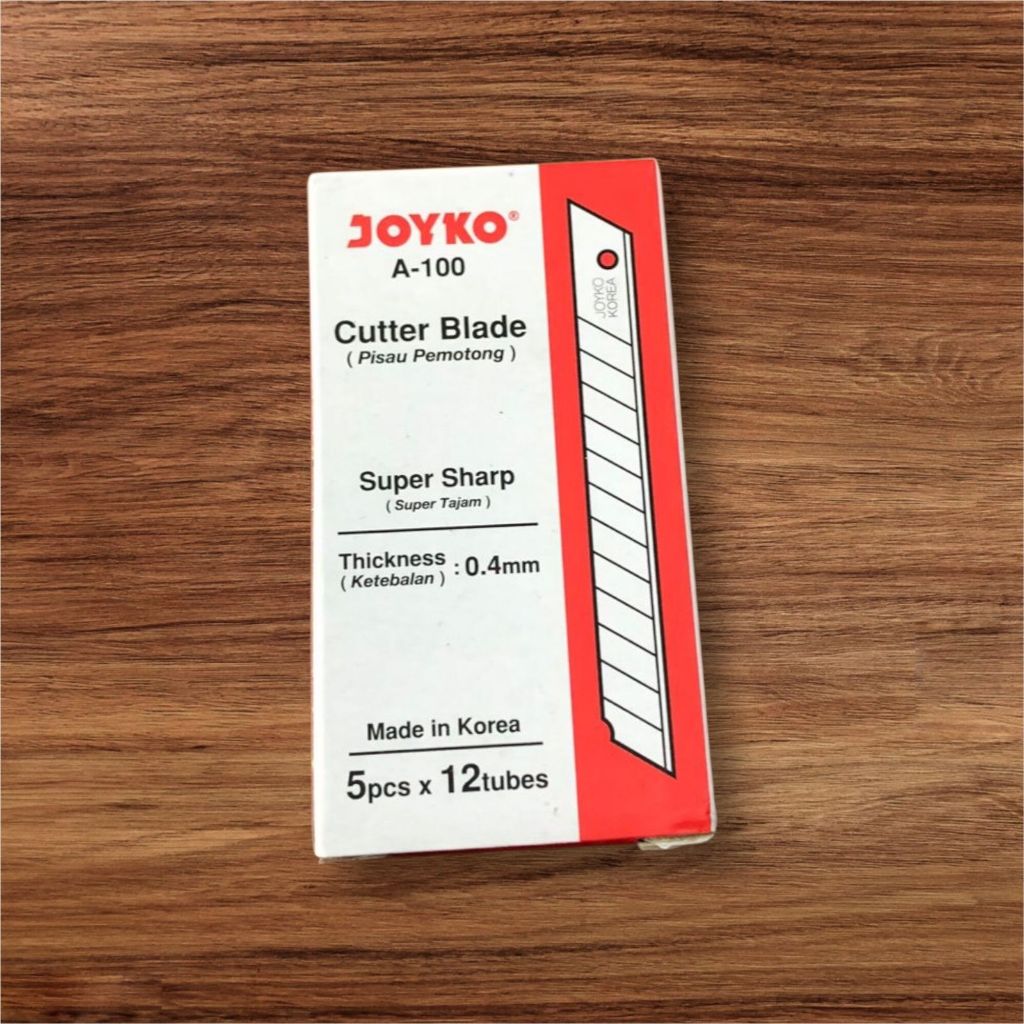 JOYKO®
A-100
Cutter Blade
( Pisau Pemotong )
Super Sharp
( Super Tajam )
Thickness : 0.4mm
( Ketebalan )
Made in Korea
5pcs x 12tubes
JOYKO
KOREA